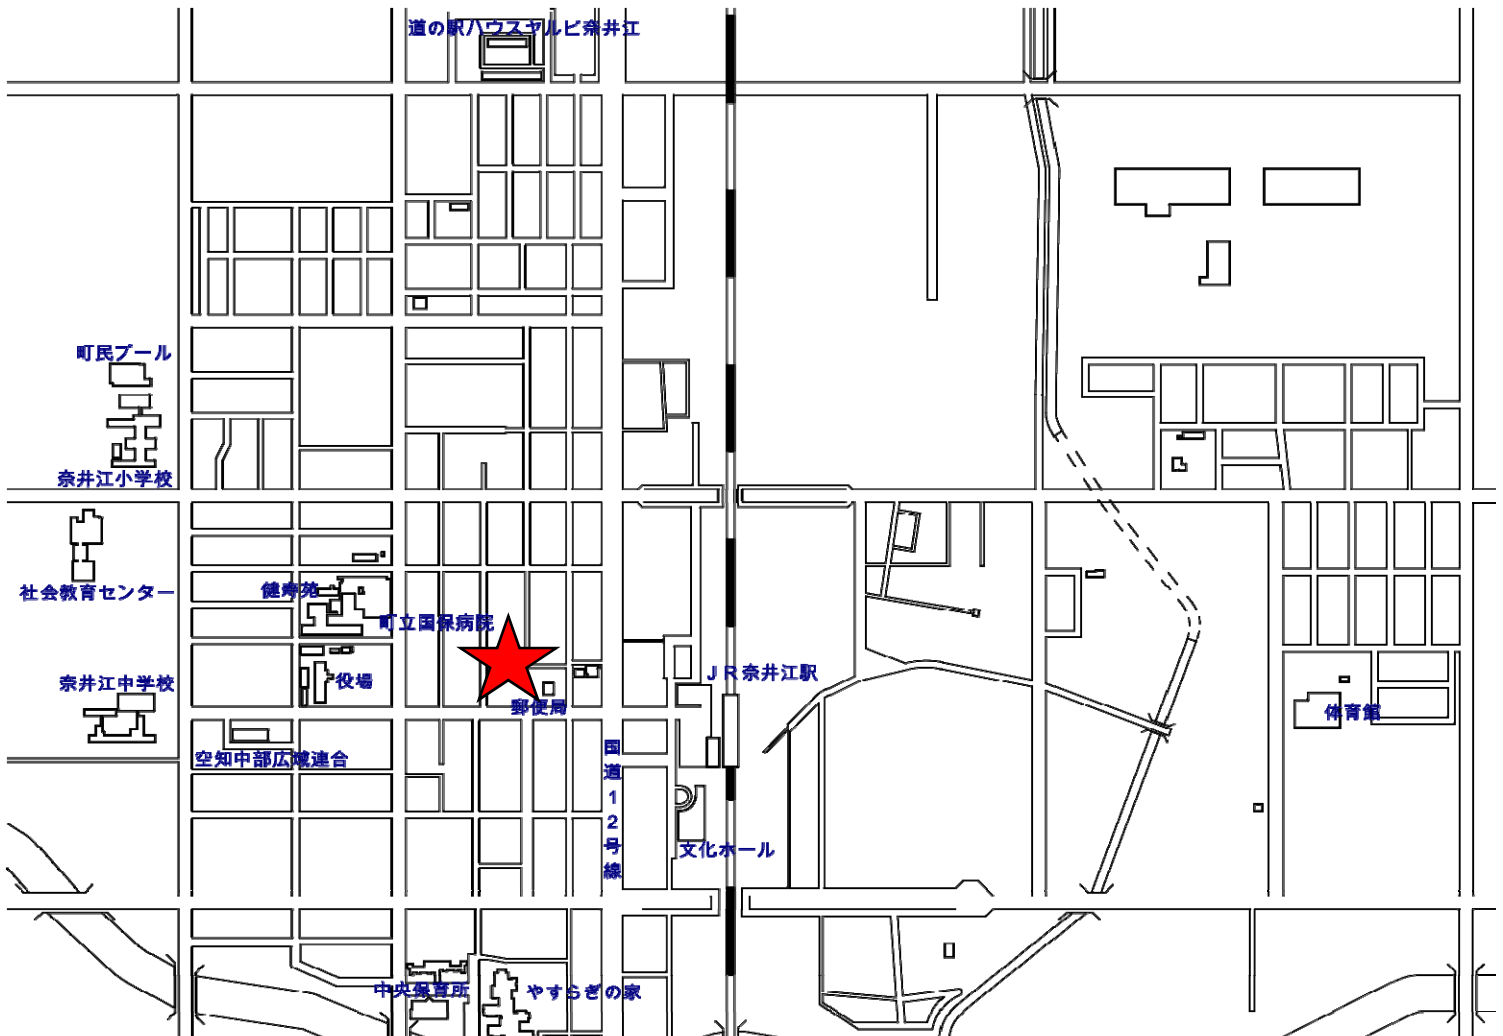 道の駅ハウスヤルビ奈井江
町民プール
奈井江小学校
社会教育センター
健寿苑
町立国保病院
奈井江中学校
役場
JR奈井江駅
郵便局
体育館
空知中部広域連合
国道12号線
文化ホール
中央保育所
やすらぎの家